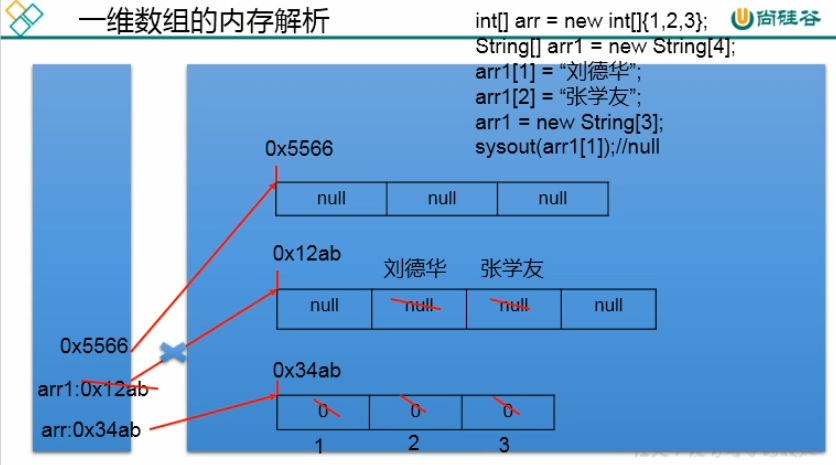 一维数组的内存解析
尚硅谷
int[] arr = new int[]{1,2,3};
String[] arr1 = new String[4];
arr1[1] = “刘德华”;
arr1[2] = “张学友”;
arr1 = new String[3];
sysout(arr1[1]);//null
0x5566
null null null
0x12ab
刘德华 张学友
null null null null
0x5566
0x34ab
arr1:0x12ab
0 0 0
arr:0x34ab
1 2 3